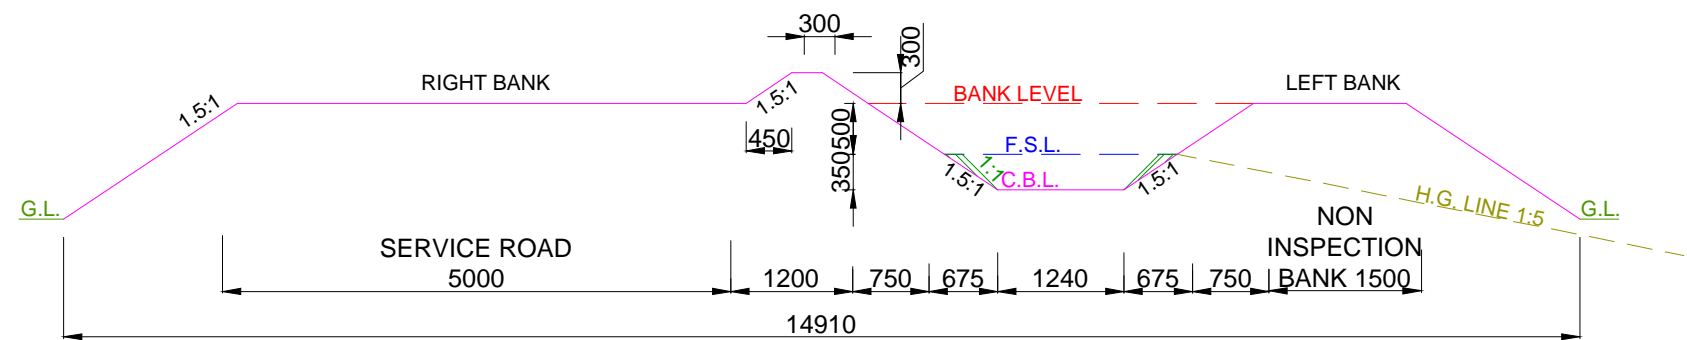 300
300
RIGHT BANK
LEFT BANK
BANK LEVEL
1.5:1
1.5:1
450
500
350
F.S.L.
1:1
1.5:1
C.B.L.
1.5:1
H.G. LINE 1:5
G.L.
G.L.
SERVICE ROAD
5000
1200
750
675
1240
675
750
NON
INSPECTION
BANK 1500
14910